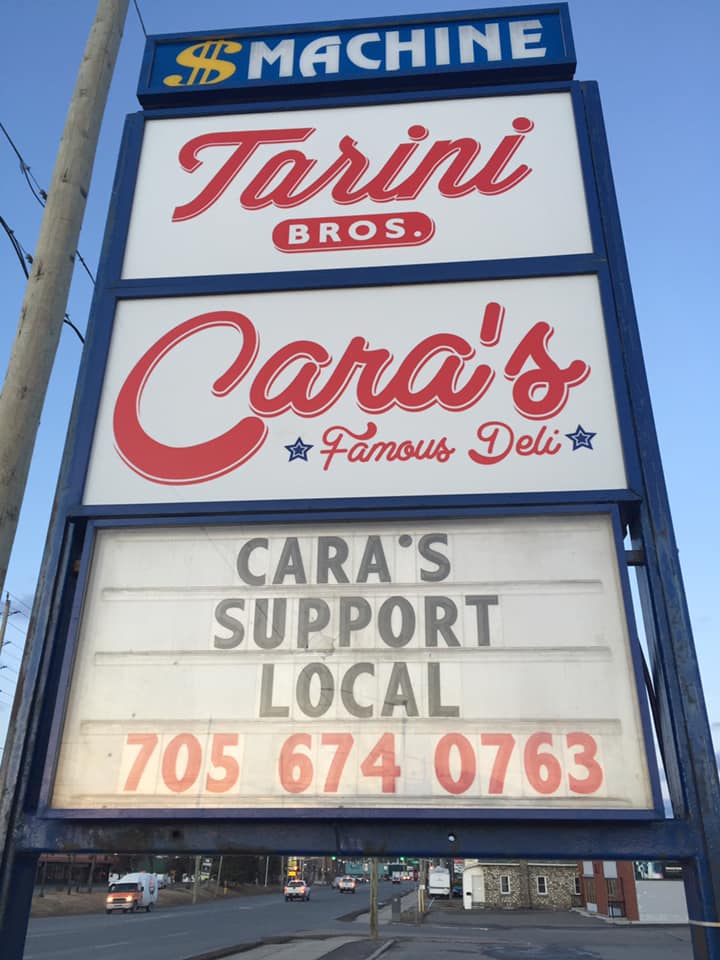 $ MACHINE
Tarini
BROS.
Cara's
Famous Deli
CARA'S
SUPPORT
LOCAL
705 674 0763